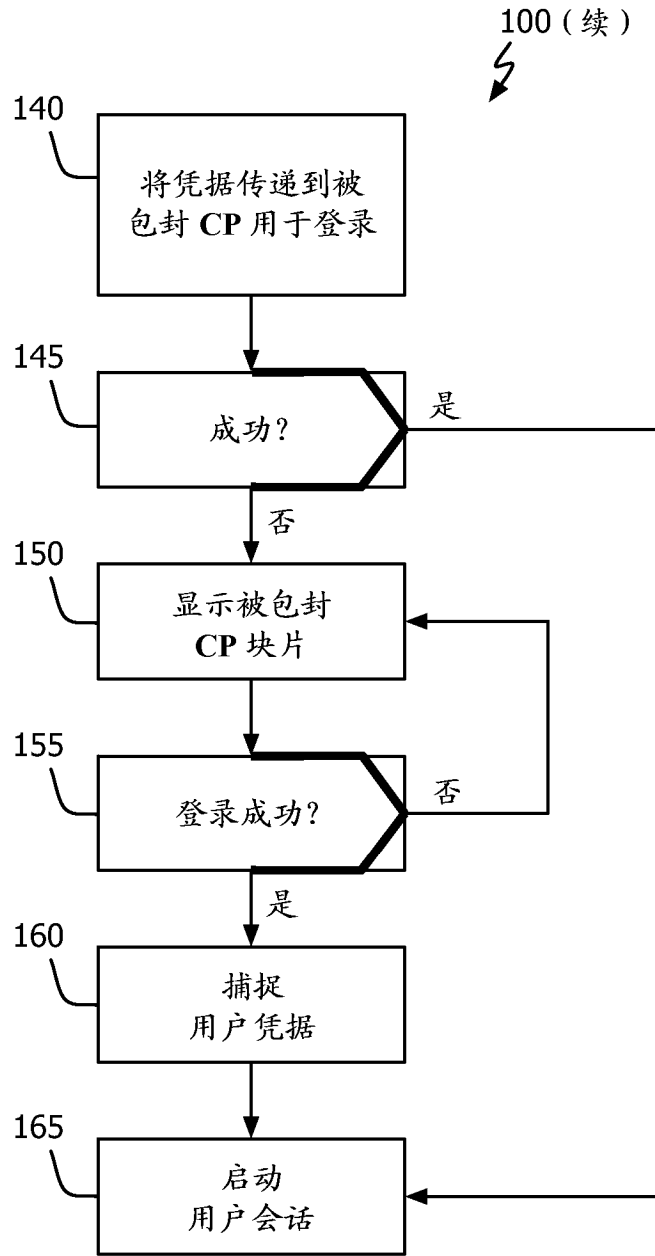 100（续）
140
将凭据传递到被
包封 CP 用于登录
145
成功?
是
否
150
显示被包封
CP 块片
155
登录成功?
否
是
160
捕捉
用户凭据
165
启动
用户会话